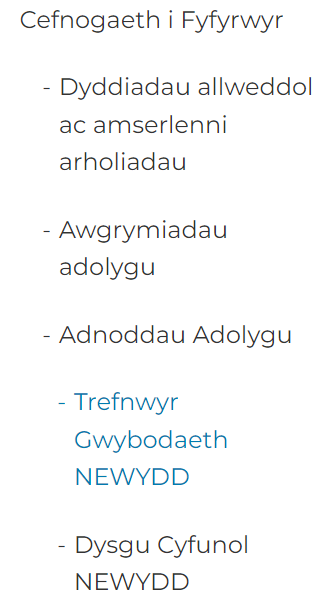 Cefnogaeth i Fyfyrwyr
- Dyddiadau allweddol
ac amserlenni
arholiadau
- Awgrymiadau
adolygu
- Adnoddau Adolygu
- Trefnwyr
Gwybodaeth
NEWYDD
- Dysgu Cyfunol
NEWYDD